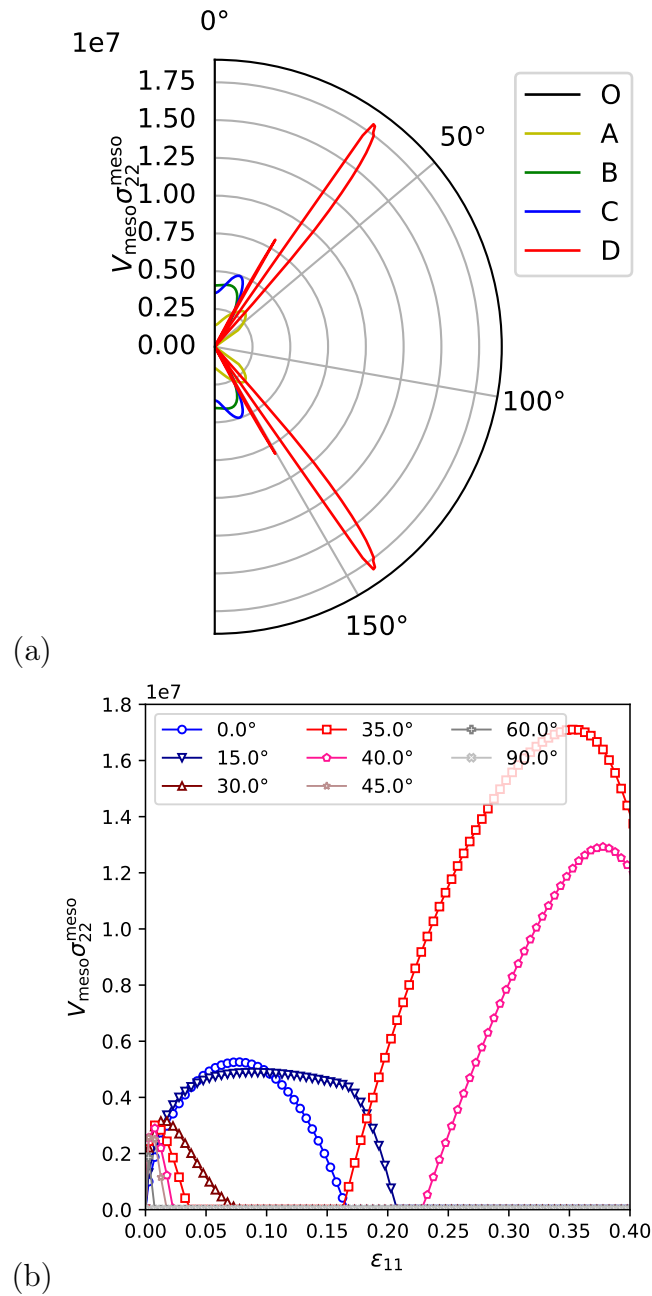 0°
1e7
1.75
1.50
1.25
1.00
0.75
0.50
0.25
0.00
V_meso σ_22^meso
50°
100°
150°
O
A
B
C
D
(a)
1e7
1.8
1.6
1.4
1.2
1.0
0.8
0.6
0.4
0.2
0.0
V_meso σ_22^meso
0.0° 35.0° 60.0°
15.0° 40.0° 90.0°
30.0° 45.0°
0.00 0.05 0.10 0.15 0.20 0.25 0.30 0.35 0.40
ε_11
(b)